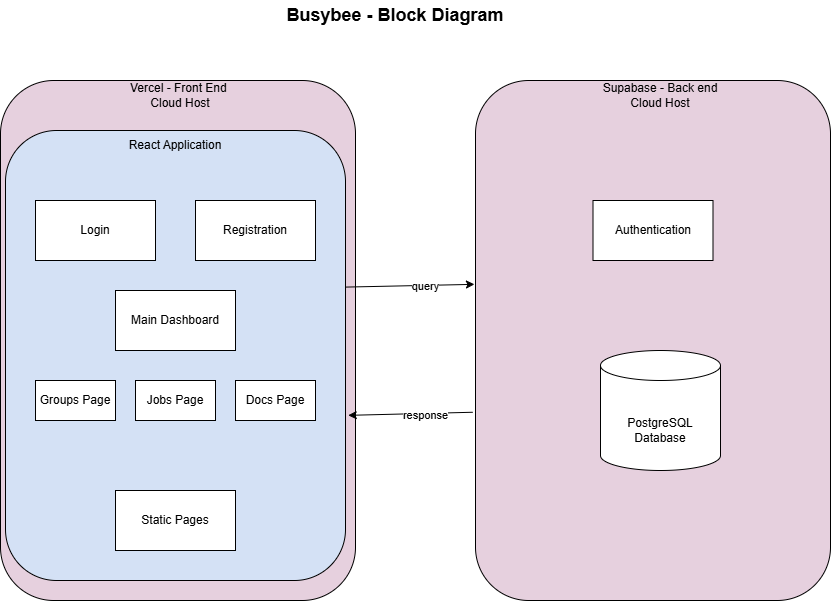 Busybee - Block Diagram
Vercel - Front End
Cloud Host
React Application
Login
Registration
Main Dashboard
Groups Page
Jobs Page
Docs Page
Static Pages
query
response
Supabase - Back end
Cloud Host
Authentication
PostgreSQL
Database